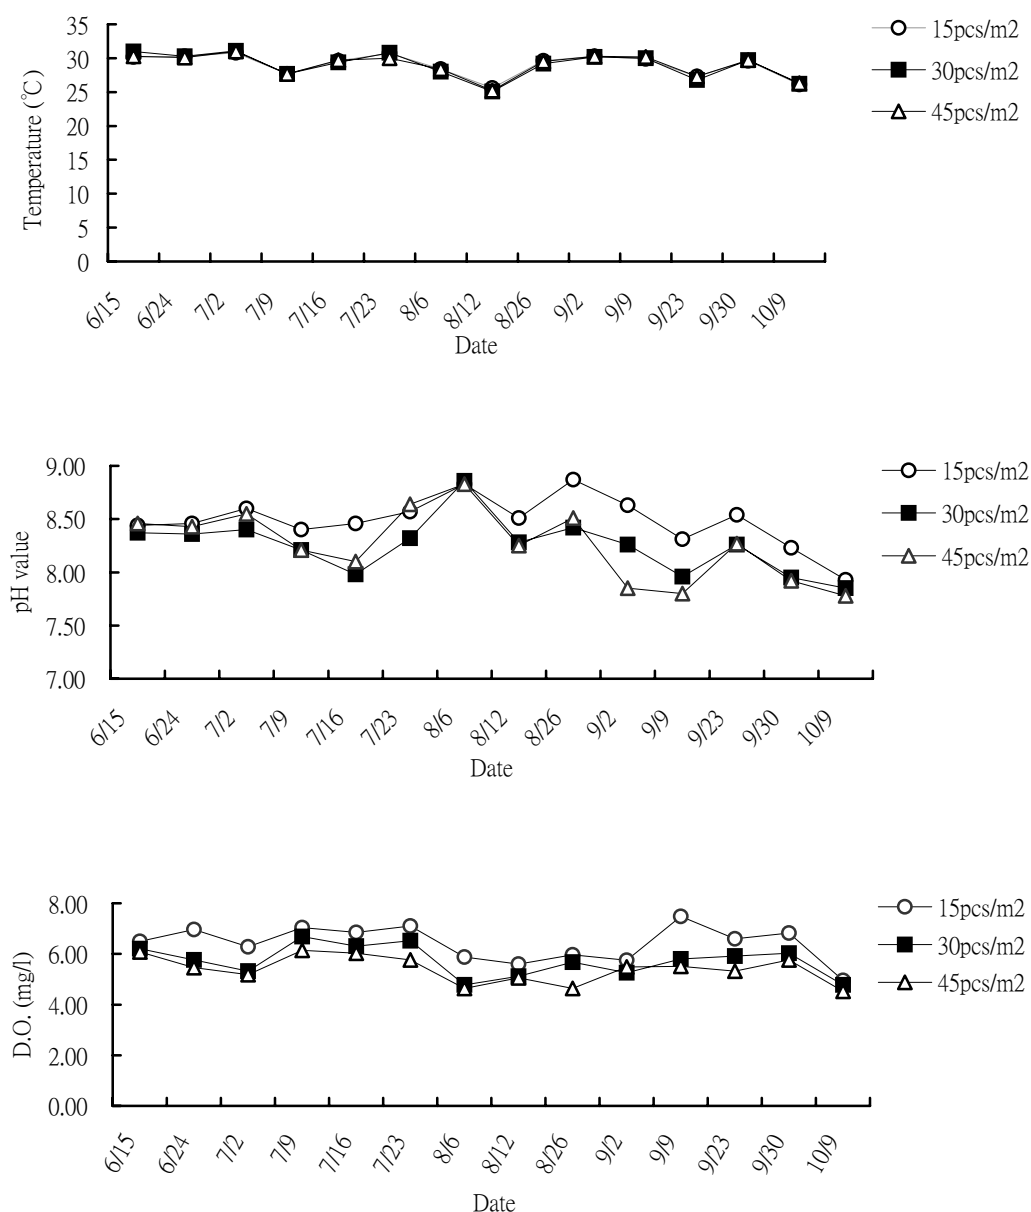 35
30
25
20
15
10
5
0
Temperature (℃)
6/15 6/24 7/2 7/9 7/16 7/23 8/6 8/12 8/26 9/2 9/9 9/23 9/30 10/9
Date
15pcs/m2
30pcs/m2
45pcs/m2
9.00
8.50
8.00
7.50
7.00
pH value
6/15 6/24 7/2 7/9 7/16 7/23 8/6 8/12 8/26 9/2 9/9 9/23 9/30 10/9
Date
15pcs/m2
30pcs/m2
45pcs/m2
8.00
6.00
4.00
2.00
0.00
D.O. (mg/l)
6/15 6/24 7/2 7/9 7/16 7/23 8/6 8/12 8/26 9/2 9/9 9/23 9/30 10/9
Date
15pcs/m2
30pcs/m2
45pcs/m2